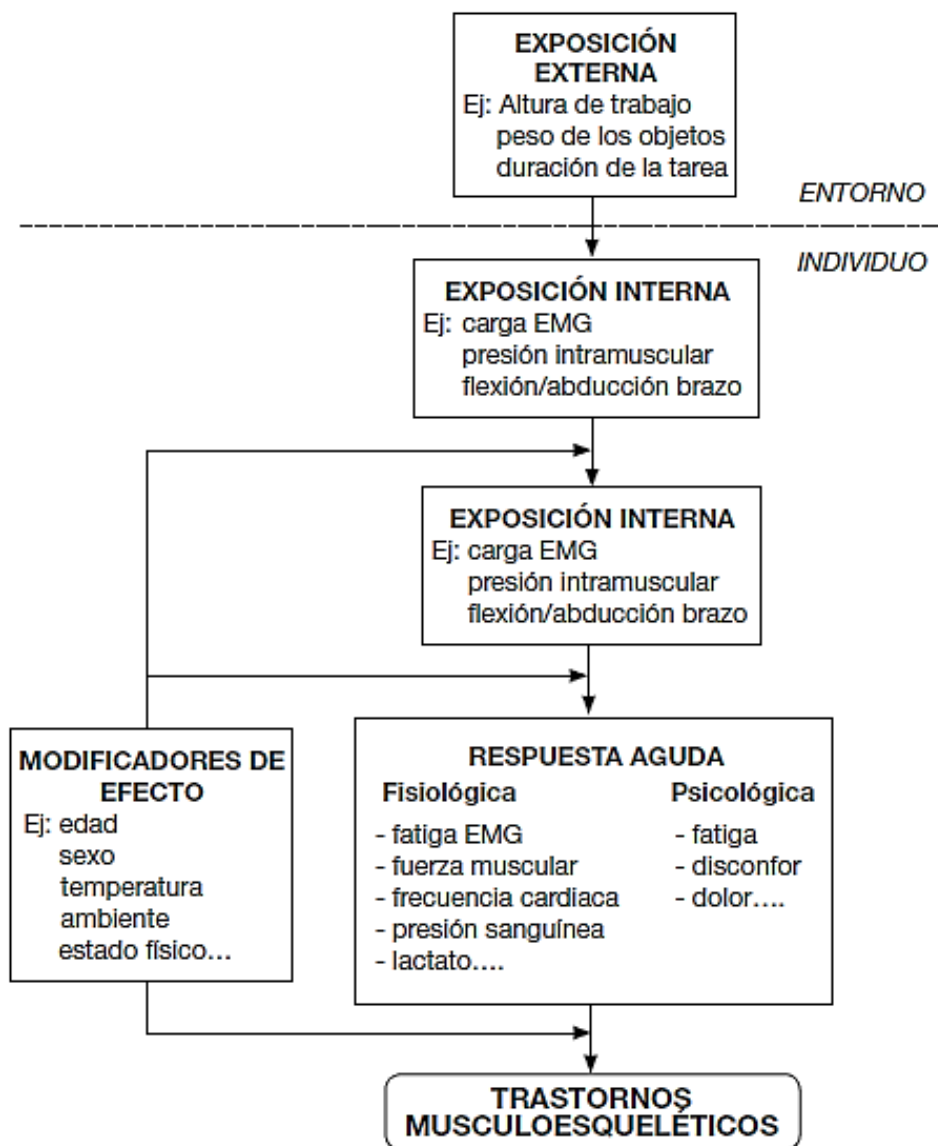 EXPOSICIÓN
EXTERNA
Ej: Altura de trabajo
peso de los objetos
duración de la tarea
ENTORNO
INDIVIDUO
EXPOSICIÓN INTERNA
Ej: carga EMG
presión intramuscular
flexión/abducción brazo
EXPOSICIÓN INTERNA
Ej: carga EMG
presión intramuscular
flexión/abducción brazo
MODIFICADORES DE
EFECTO
Ej: edad
sexo
temperatura
ambiente
estado físico...
RESPUESTA AGUDA
Fisiológica
- fatiga EMG
- fuerza muscular
- frecuencia cardiaca
- presión sanguínea
- lactato....
Psicológica
- fatiga
- disconfor
- dolor....
TRASTORNOS
MUSCULOESQUELÉTICOS